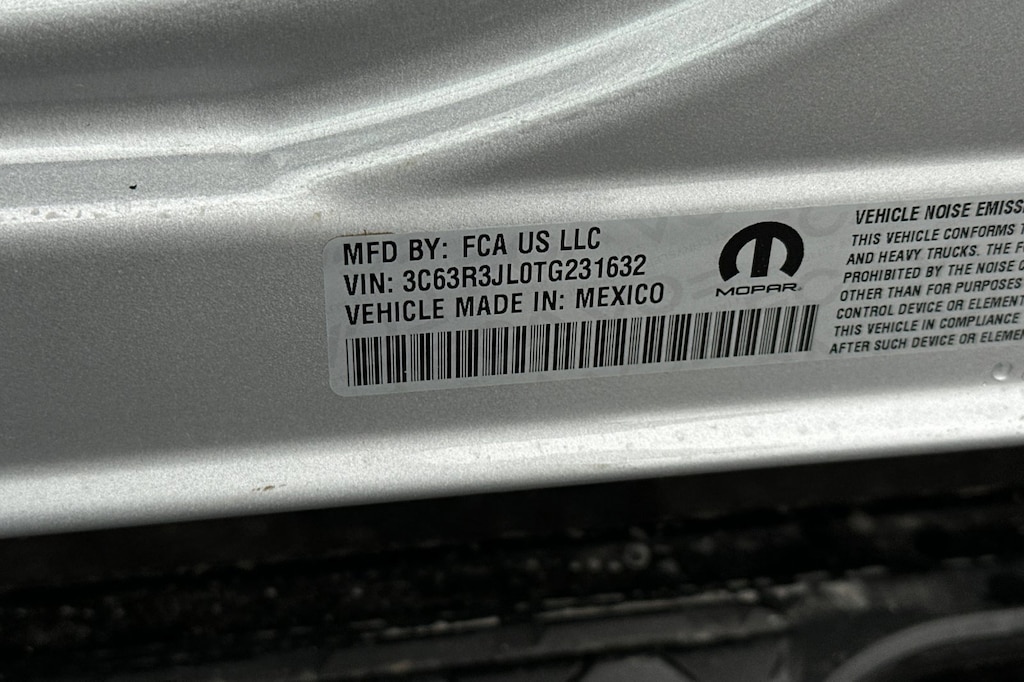 MFD BY: FCA US LLC
VIN: 3C63R3JL0TG231632
VEHICLE MADE IN: MEXICO
MOPAR
VEHICLE NOISE EMISS
THIS VEHICLE CONFORMS T
AND HEAVY TRUCKS. THE F
PROHIBITED BY THE NOISE C
OTHER THAN FOR PURPOSES
CONTROL DEVICE OR ELEMENT
THIS VEHICLE IN COMPLIANCE
AFTER SUCH DEVICE OR ELEME